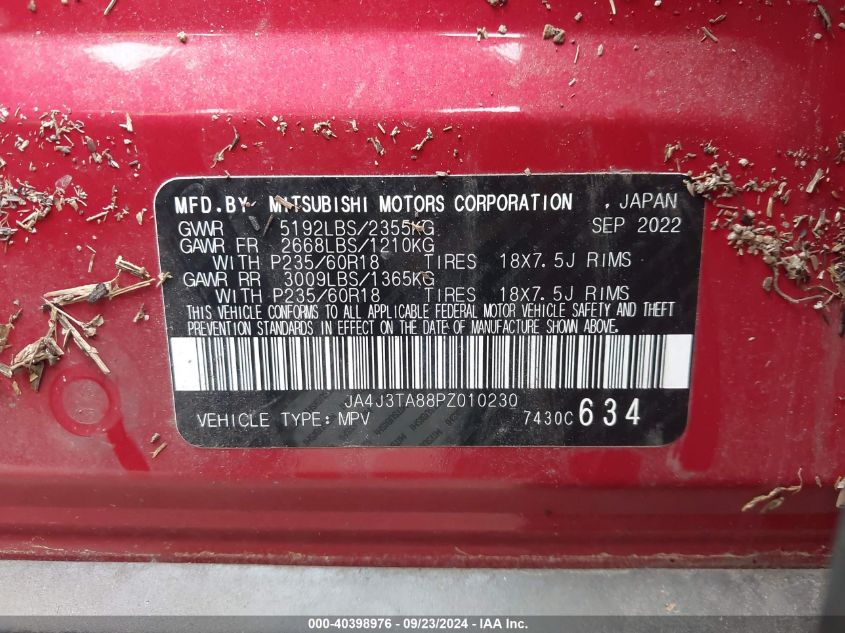 MFD.BY MITSUBISHI MOTORS CORPORATION , JAPAN
GVWR 5192LBS/2355KG SEP 2022
GAWR FR 2668LBS/1210KG
WITH P235/60R18 TIRES 18X7.5J RIMS
GAWR RR 3009LBS/1365KG
WITH P235/60R18 TIRES 18X7.5J RIMS
THIS VEHICLE CONFORMS TO ALL APPLICABLE FEDERAL MOTOR VEHICLE SAFETY AND THEFT
PREVENTION STANDARDS IN EFFECT ON THE DATE OF MANUFACTURE SHOWN ABOVE.
JA4J3TA88PZ010230
VEHICLE TYPE:MPV 7430C 634
000-40398976 - 09/23/2024 - IAA Inc.